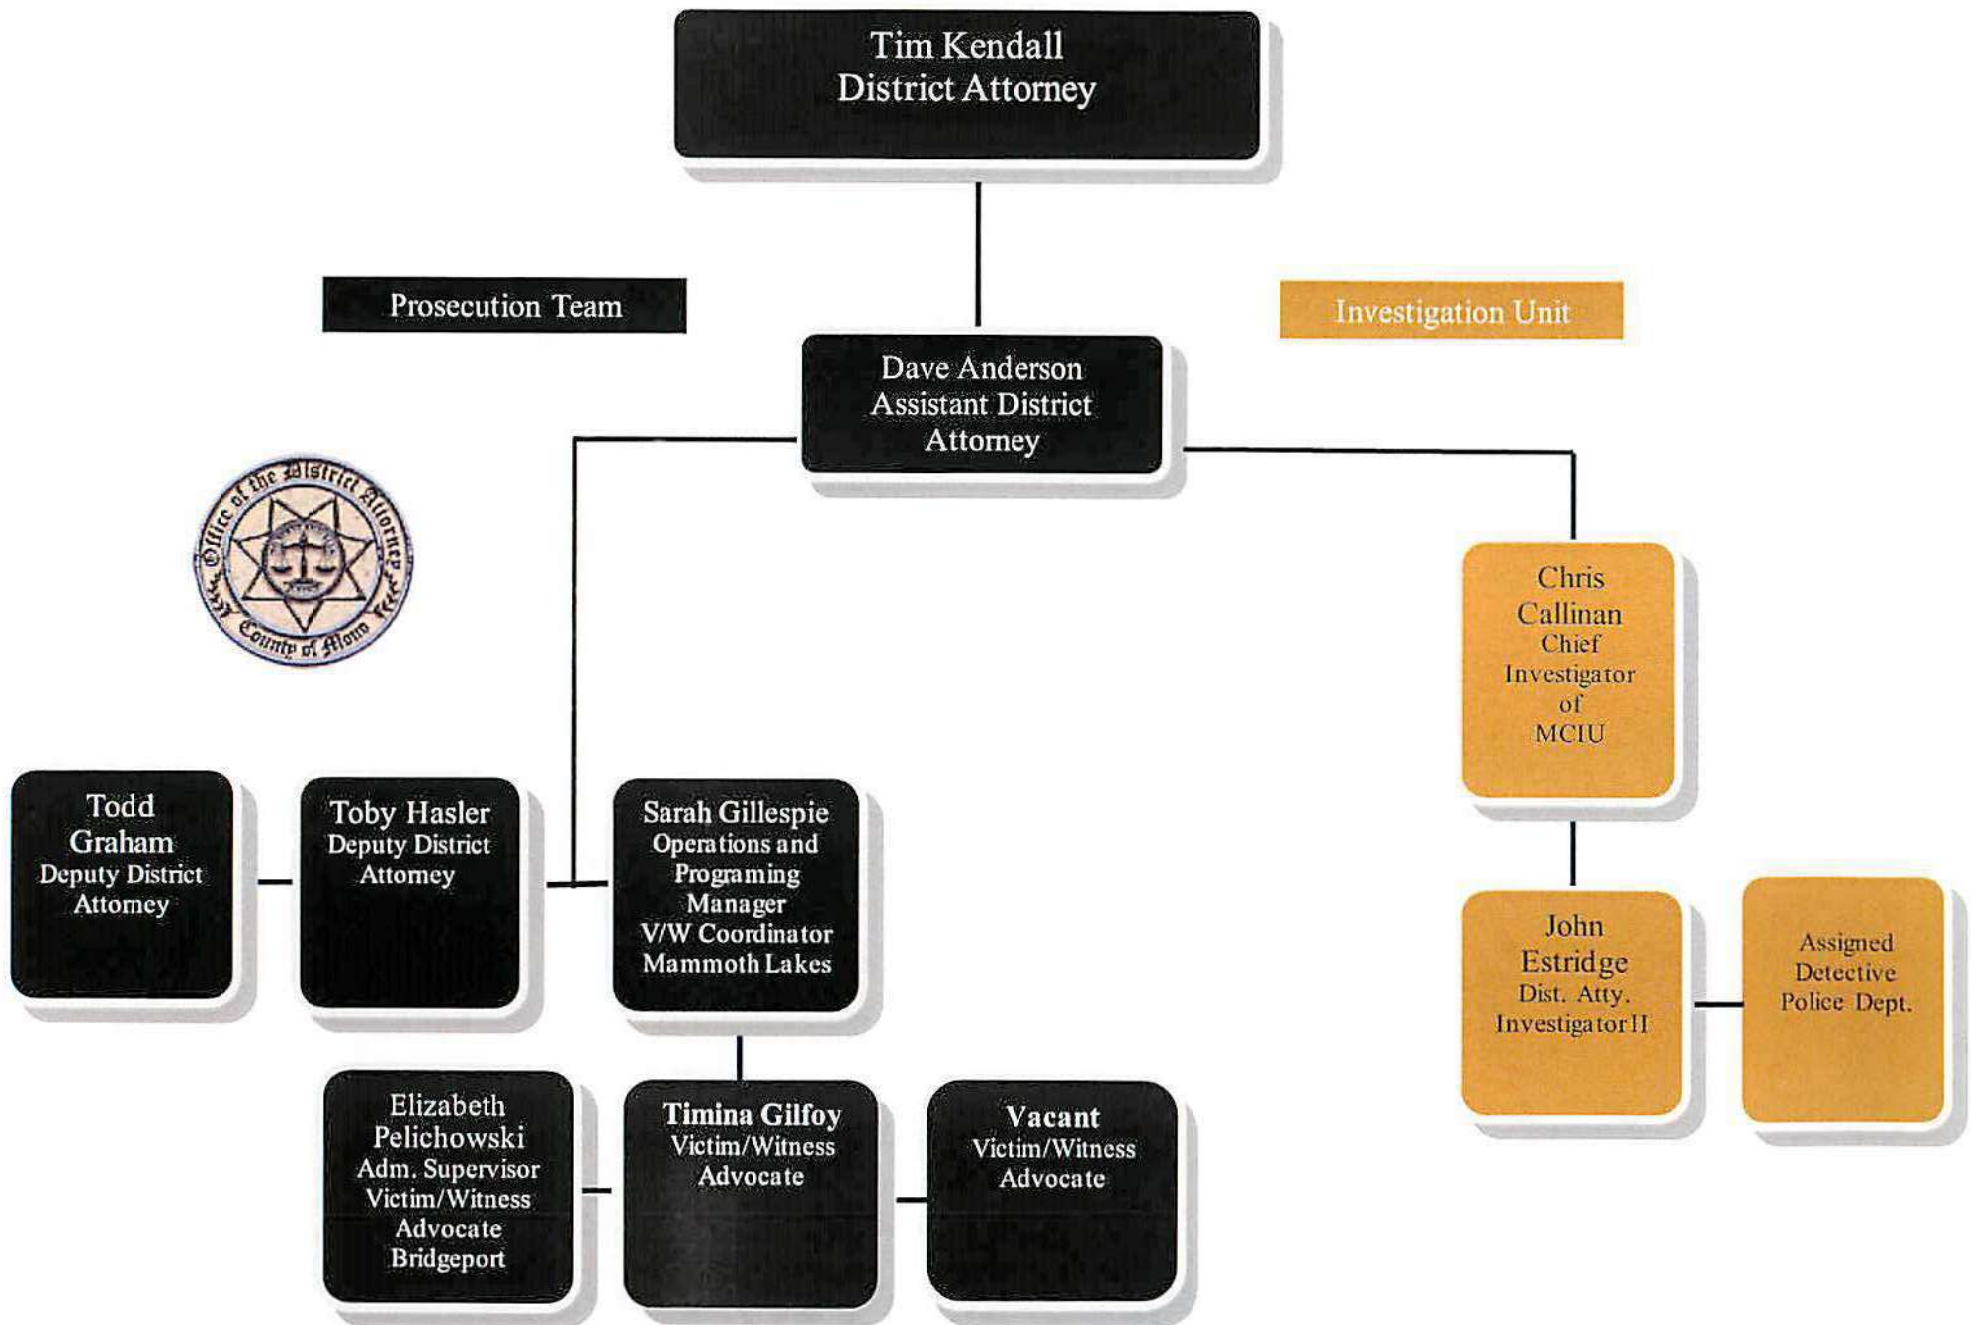 Tim Kendall
District Attorney
Prosecution Team
Investigation Unit
Dave Anderson
Assistant District
Attorney
Office of the District Attorney
County of Mono
Chris
Callinan
Chief
Investigator
of
MCIU
Todd
Graham
Deputy District
Attorney
Toby Hasler
Deputy District
Attorney
Sarah Gillespie
Operations and
Programing
Manager
V/W Coordinator
Mammoth Lakes
John
Estridge
Dist. Atty.
Investigator II
Assigned
Detective
Police Dept.
Elizabeth
Pelichowski
Adm. Supervisor
Victim/Witness
Advocate
Bridgeport
Timina Gilfoy
Victim/Witness
Advocate
Vacant
Victim/Witness
Advocate